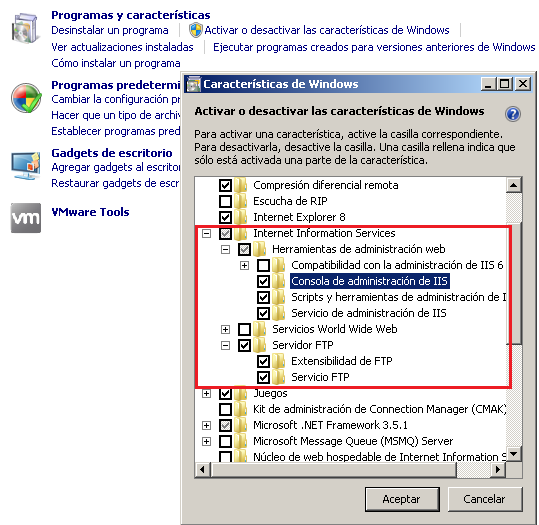 Programas y características
Desinstalar un programa Activar o desactivar las características de Windows
Ver actualizaciones instaladas Ejecutar programas creados para versiones anteriores de Windows
Cómo instalar un programa
Programas predetermi
Cambiar la configuración pr
Hacer que un tipo de archiv
Establecer programas pred
Gadgets de escritorio
Agregar gadgets al escritor
Restaurar gadgets de escr
vm VMware Tools
Características de Windows
Activar o desactivar las características de Windows
Para activar una característica, active la casilla correspondiente.
Para desactivarla, desactive la casilla. Una casilla rellena indica que
sólo está activada una parte de la característica.
Compresión diferencial remota
Escucha de RIP
Internet Explorer 8
Internet Information Services
Herramientas de administración web
Compatibilidad con la administración de IIS 6
Consola de administración de IIS
Scripts y herramientas de administración de I
Servicio de administración de IIS
Servicios World Wide Web
Servidor FTP
Extensibilidad de FTP
Servicio FTP
Juegos
Kit de administración de Connection Manager (CMAK)
Microsoft .NET Framework 3.5.1
Microsoft Message Queue (MSMQ) Server
Núcleo de web hospedable de Internet Information S
Aceptar Cancelar